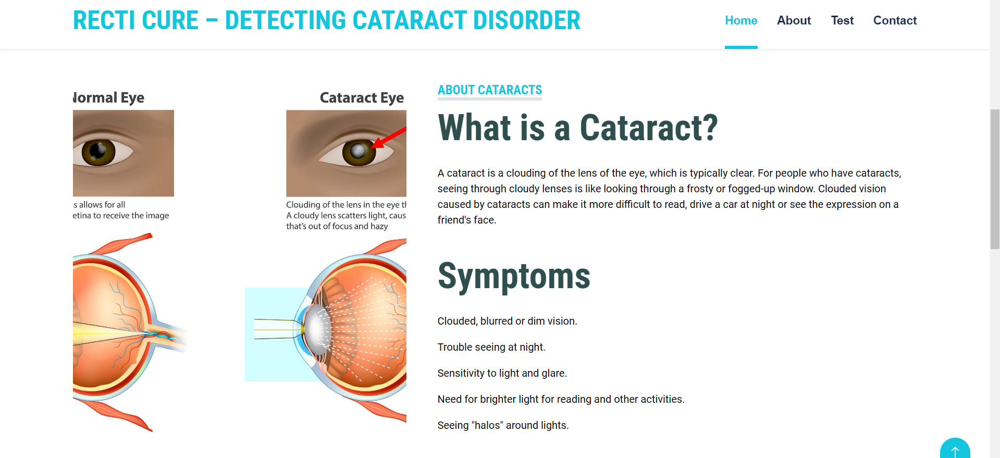 RECTI CURE – DETECTING CATARACT DISORDER
Home About Test Contact
Normal Eye
Cataract Eye
s allows for all
etina to receive the image
Clouding of the lens in the eye th
A cloudy lens scatters light, caus
that's out of focus and hazy
ABOUT CATARACTS
What is a Cataract?
A cataract is a clouding of the lens of the eye, which is typically clear. For people who have cataracts,
seeing through cloudy lenses is like looking through a frosty or fogged-up window. Clouded vision
caused by cataracts can make it more difficult to read, drive a car at night or see the expression on a
friend's face.
Symptoms
Clouded, blurred or dim vision.
Trouble seeing at night.
Sensitivity to light and glare.
Need for brighter light for reading and other activities.
Seeing "halos" around lights.